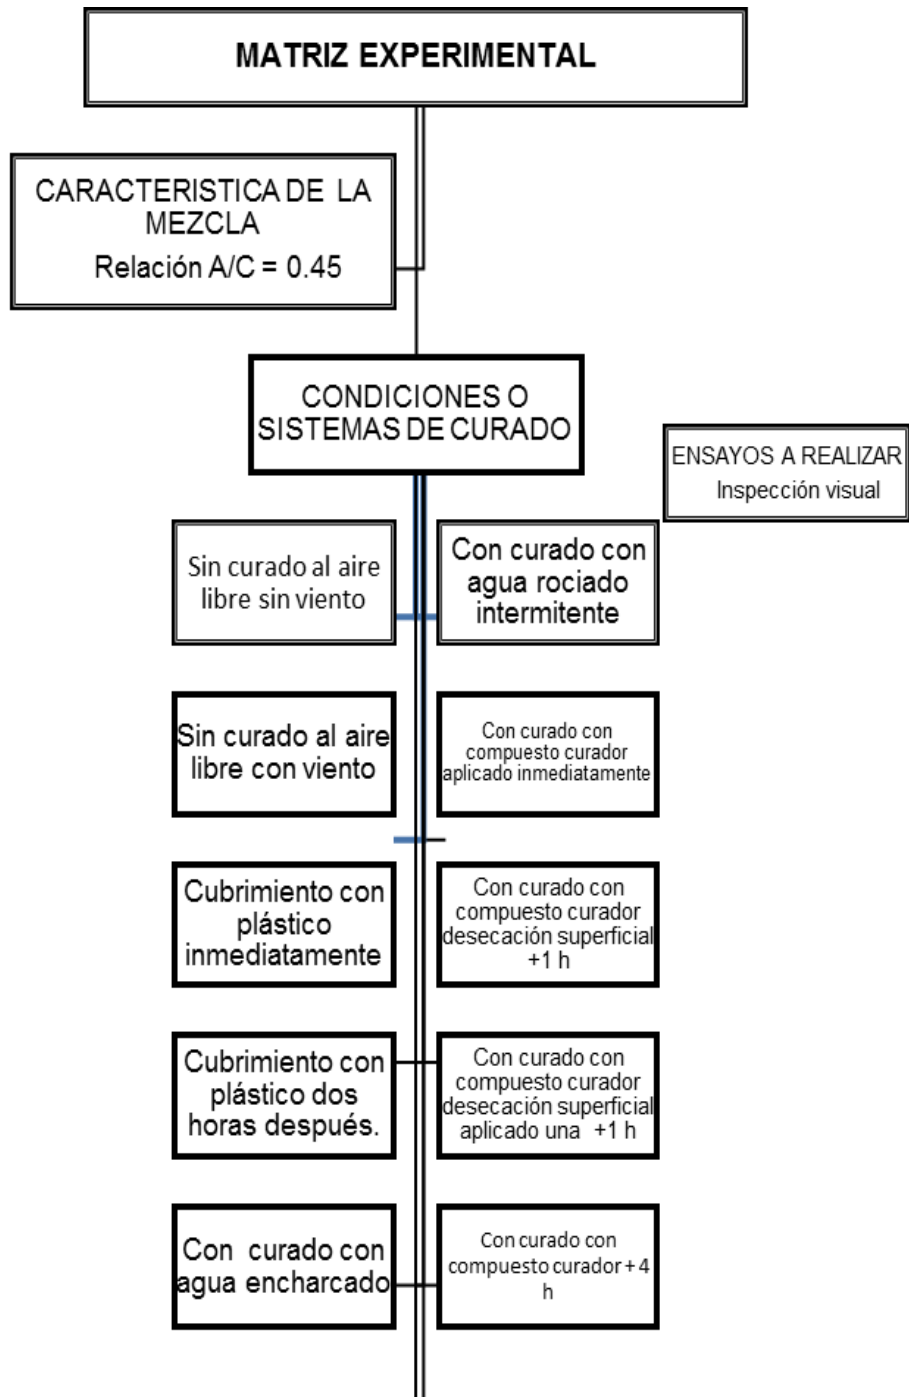 MATRIZ EXPERIMENTAL
CARACTERISTICA DE LA
MEZCLA
Relación A/C = 0.45
CONDICIONES O
SISTEMAS DE CURADO
ENSAYOS A REALIZAR
Inspección visual
Sin curado al aire
libre sin viento
Con curado con
agua rociado
intermitente
Sin curado al aire
libre con viento
Con curado con
compuesto curador
aplicado inmediatamente
Cubrimiento con
plástico
inmediatamente
Con curado con
compuesto curador
desecación superficial
+1 h
Cubrimiento con
plástico dos
horas después.
Con curado con
compuesto curador
desecación superficial
aplicado una +1 h
Con curado con
agua encharcado
Con curado con
compuesto curador + 4
h